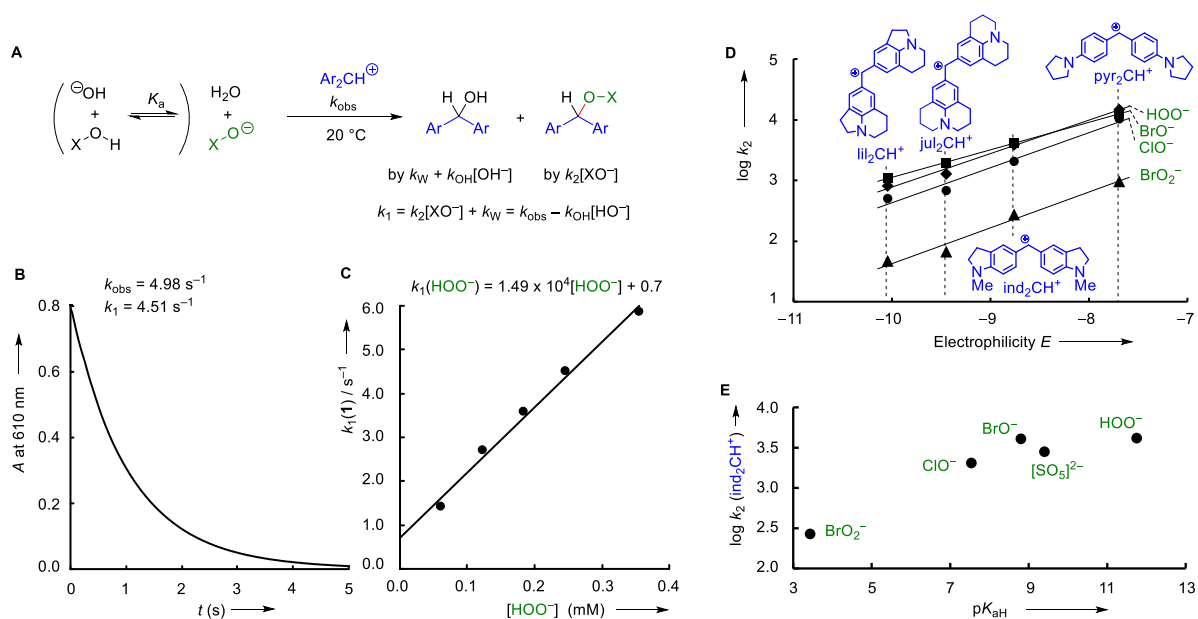 A
⊖OH
+
X O H
Ka
H2O
+
X O⊖
Ar2CH⊕
kobs
20 °C
H OH
Ar Ar
+
H O–X
Ar Ar
by kW + kOH[OH−]
by k2[XO−]
k1 = k2[XO−] + kW = kobs – kOH[HO−]
B
kobs = 4.98 s−1
k1 = 4.51 s−1
A at 610 nm
0.8
0.6
0.4
0.2
0.0
0 1 2 3 4 5
t (s)
C
k1(HOO−) = 1.49 x 10^4[HOO−] + 0.7
k1(1) / s−1
6.0
5.0
4.0
3.0
2.0
1.0
0.0
0.0 0.1 0.2 0.3 0.4
[HOO−] (mM)
D
log k2
5
4
3
2
1
N
N
lil2CH+
N
N
jul2CH+
N N
pyr2CH+
HOO−
BrO−
ClO−
BrO2−
N N
Me Me
ind2CH+
−11 −10 −9 −8 −7
Electrophilicity E
E
log k2 (ind2CH+)
4.0
3.5
3.0
2.5
2.0
BrO2−
ClO−
BrO−
[SO5]2−
HOO−
3 5 7 9 11 13
pKaH